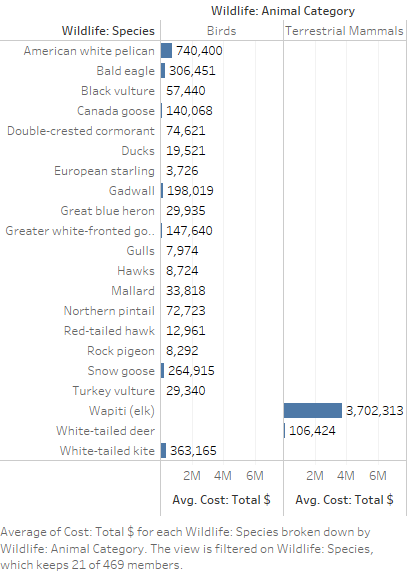 Wildlife: Animal Category
Wildlife: Species Birds Terrestrial Mammals
American white pelican 740,400
Bald eagle 306,451
Black vulture 57,440
Canada goose 140,068
Double-crested cormorant 74,621
Ducks 19,521
European starling 3,726
Gadwall 198,019
Great blue heron 29,935
Greater white-fronted go.. 147,640
Gulls 7,974
Hawks 8,724
Mallard 33,818
Northern pintail 72,723
Red-tailed hawk 12,961
Rock pigeon 8,292
Snow goose 264,915
Turkey vulture 29,340
Wapiti (elk) 3,702,313
White-tailed deer 106,424
White-tailed kite 363,165
2M 4M 6M 2M 4M 6M
Avg. Cost: Total $ Avg. Cost: Total $
Average of Cost: Total $ for each Wildlife: Species broken down by
Wildlife: Animal Category. The view is filtered on Wildlife: Species,
which keeps 21 of 469 members.